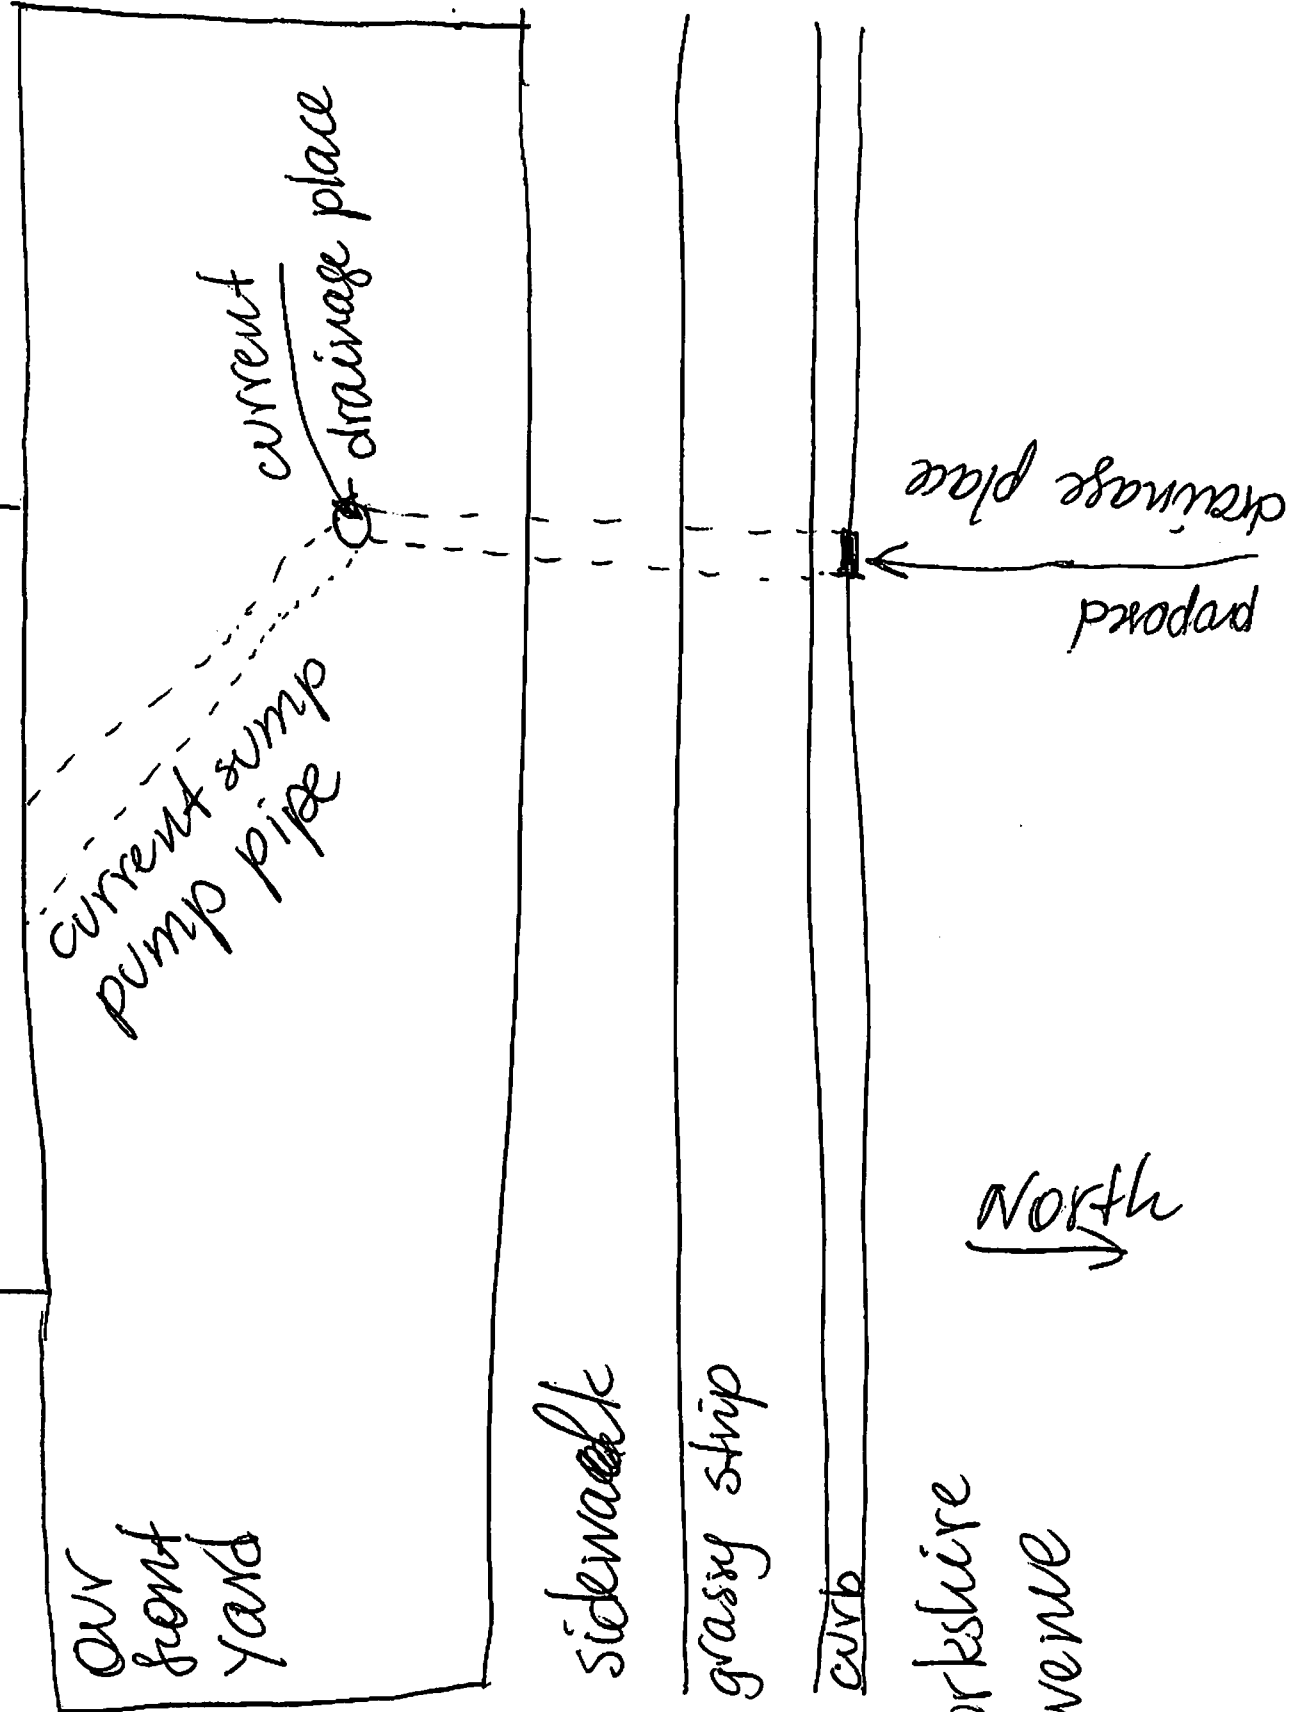 our
front
yard
current sump
pump pipe
current
drainage place
sidewalk
grassy strip
curb
proposed
drainage place
North
orkshire
venue